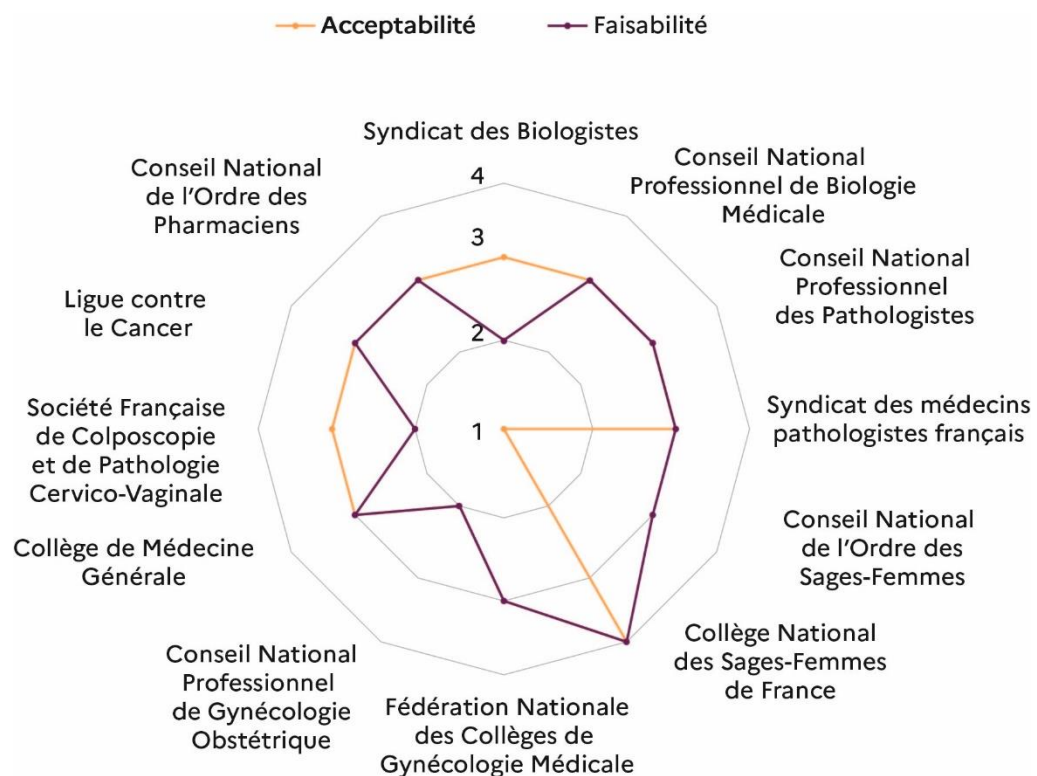 Acceptabilité
Faisabilité
Syndicat des Biologistes
Conseil National
Professionnel de Biologie
Médicale
Conseil National
Professionnel
des Pathologistes
Syndicat des médecins
pathologistes français
Conseil National
de l’Ordre des
Sages-Femmes
Collège National
des Sages-Femmes
de France
Fédération Nationale
des Collèges de
Gynécologie Médicale
Conseil National
Professionnel
de Gynécologie
Obstétrique
Collège de Médecine
Générale
Société Française
de Colposcopie
et de Pathologie
Cervico-Vaginale
Ligue contre
le Cancer
Conseil National
de l’Ordre des
Pharmaciens
4
3
2
1